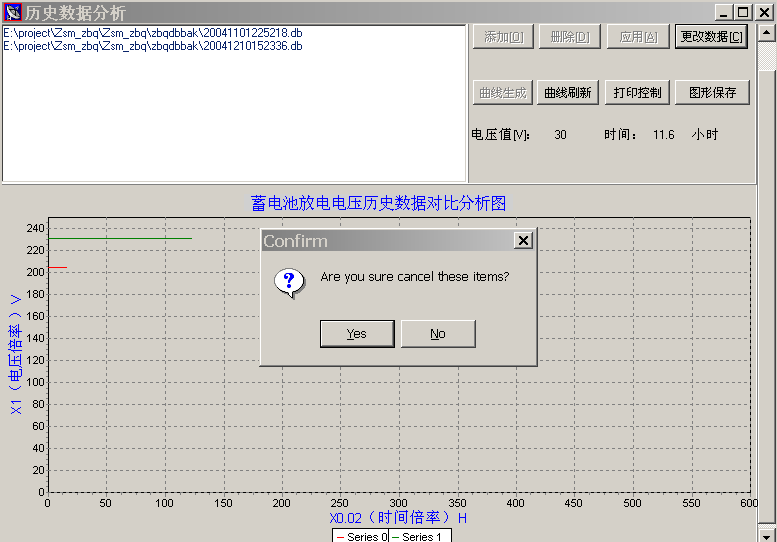 历史数据分析
E:\project\Zsm_zbq\Zsm_zbq\zbqdbbak\20041101225218.db
E:\project\Zsm_zbq\Zsm_zbq\zbqdbbak\20041210152336.db
添加[O] 删除[D] 应用[A] 更改数据[C]
曲线生成 曲线刷新 打印控制 图形保存
电压值[V]: 30 时间: 11.6 小时
蓄电池放电电压历史数据对比分析图
Confirm
Are you sure cancel these items?
Yes No
X1（电压倍率）V
240
220
200
180
160
140
120
100
80
60
40
20
0
0 50 100 150 200 250 300 350 400 450 500 550 600
X0.02（时间倍率）H
Series 0 Series 1